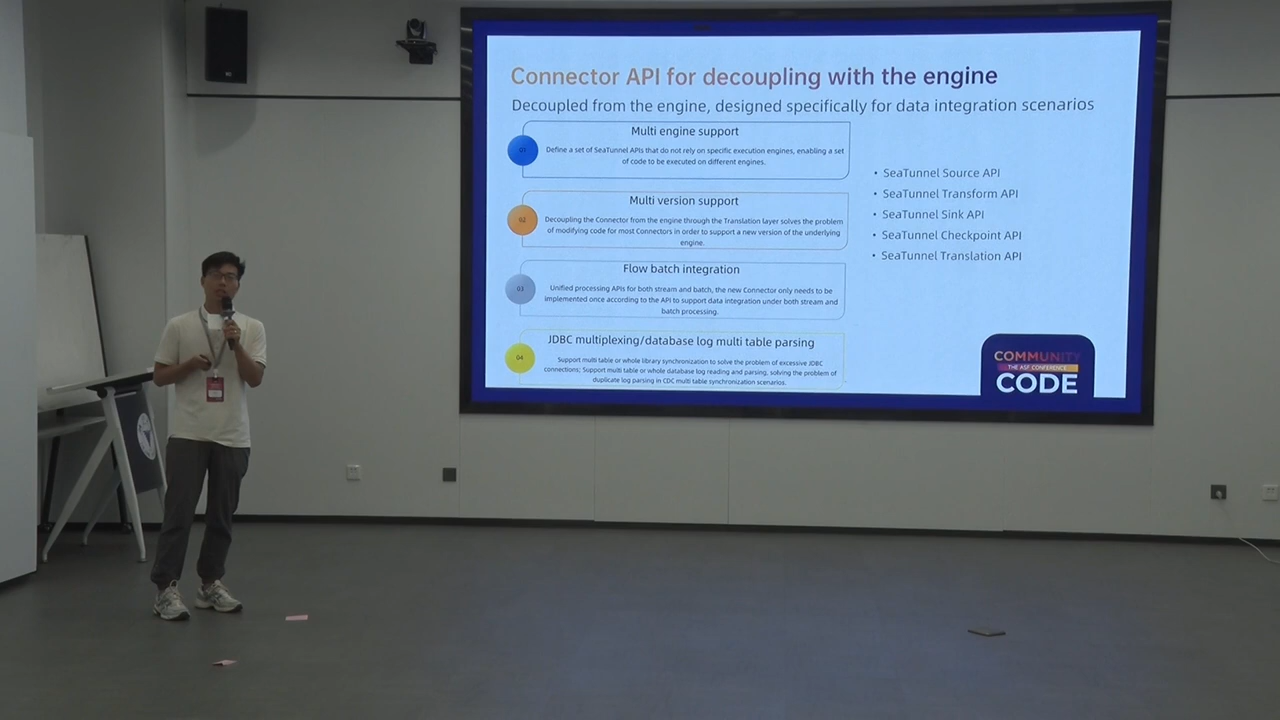 Connector API for decoupling with the engine
Decoupled from the engine, designed specifically for data integration scenarios
01
Multi engine support
Define a set of SeaTunnel APIs that do not rely on specific execution engines, enabling a set
of code to be executed on different engines.
02
Multi version support
Decoupling the Connector from the engine through the Translation layer solves the problem
of modifying code for most Connectors in order to support a new version of the underlying
engine.
03
Flow batch integration
Unified processing APIs for both stream and batch, the new Connector only needs to be
implemented once according to the API to support data integration under both stream and
batch processing.
04
JDBC multiplexing/database log multi table parsing
Support multi table or whole library synchronization to solve the problem of excessive JDBC
connections; Support multi table or whole database log reading and parsing, solving the problem of
duplicate log parsing in CDC multi table synchronization scenarios.
• SeaTunnel Source API
• SeaTunnel Transform API
• SeaTunnel Sink API
• SeaTunnel Checkpoint API
• SeaTunnel Translation API
COMMUNITY
THE ASF CONFERENCE
CODE